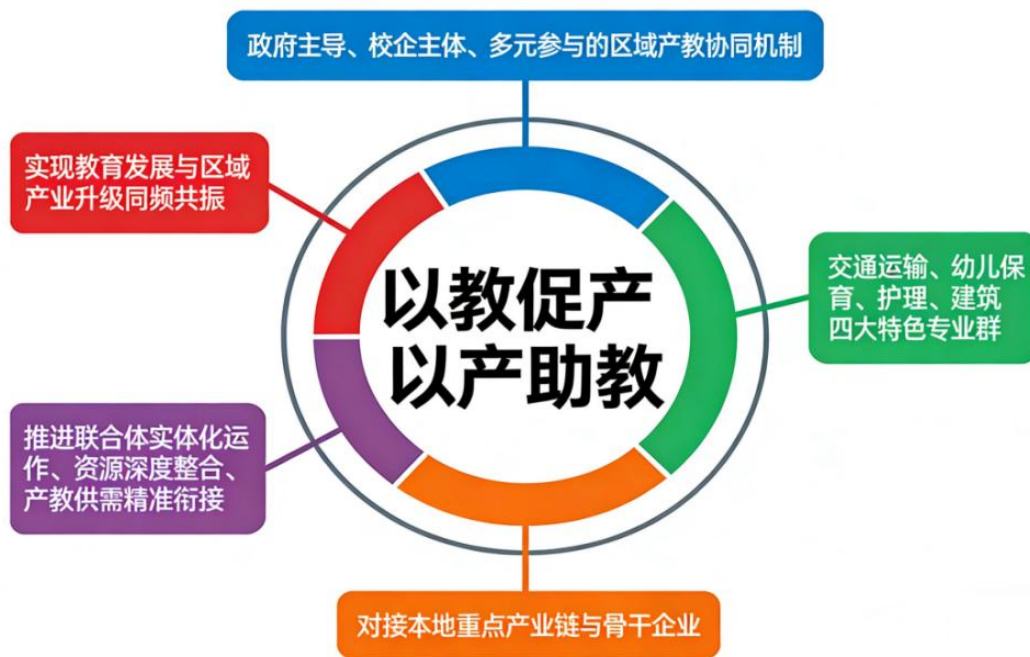 政府主导、校企主体、多元参与的区域产教协同机制
实现教育发展与区域
产业升级同频共振
以教促产
以产助教
交通运输、幼儿保
育、护理、建筑
四大特色专业群
推进联合体实体化运
作、资源深度整合、
产教供需精准衔接
对接本地重点产业链与骨干企业